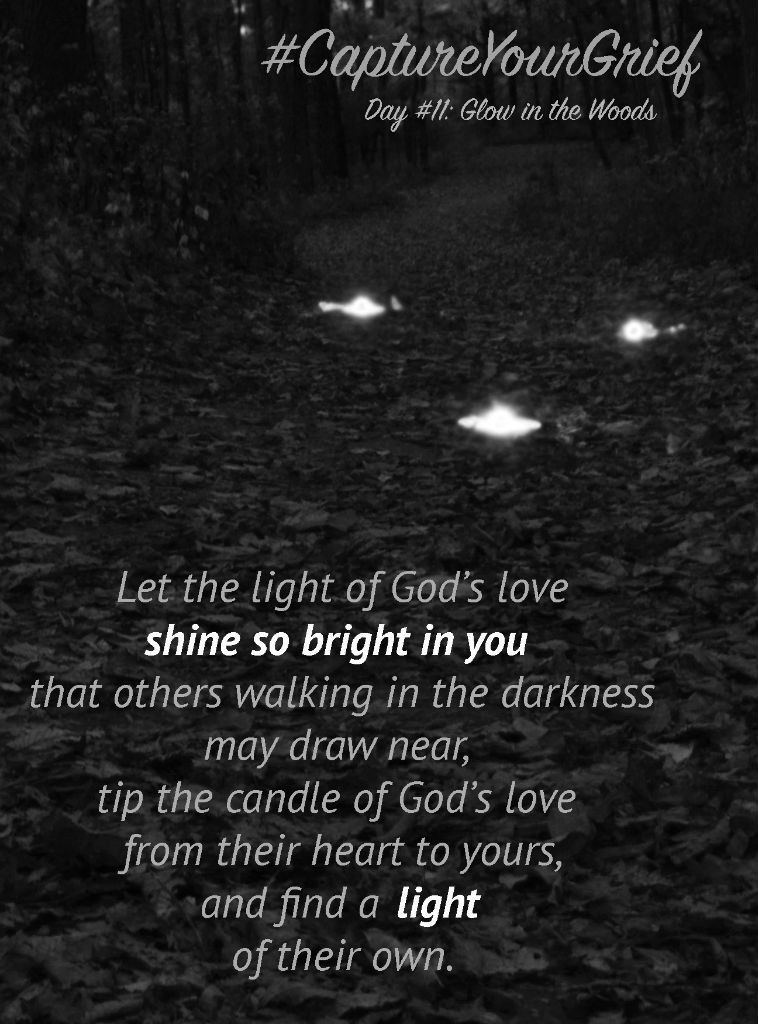 #CaptureYourGrief
Day #11: Glow in the Woods
Let the light of God’s love
shine so bright in you
that others walking in the darkness
may draw near,
tip the candle of God’s love
from their heart to yours,
and find a light
of their own.